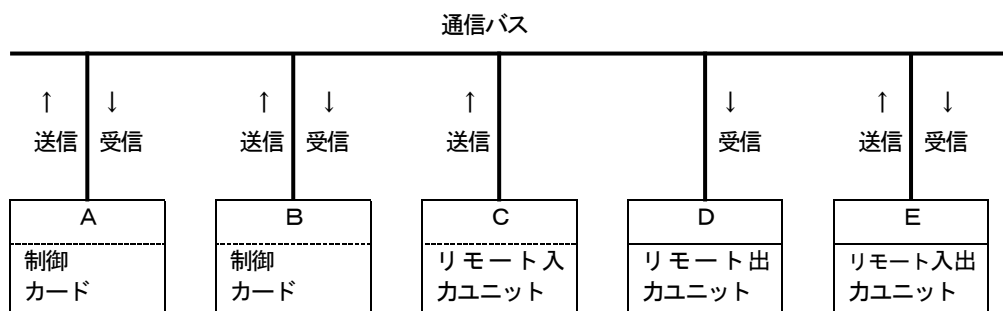 通信バス
↑ ↓ ↑ ↓ ↑ ↓ ↑ ↓
送信 受信 送信 受信 送信 受信 送信 受信
A B C D E
制御 制御 リモート入 リモート出 リモート入出
カード カード 力ユニット 力ユニット 力ユニット